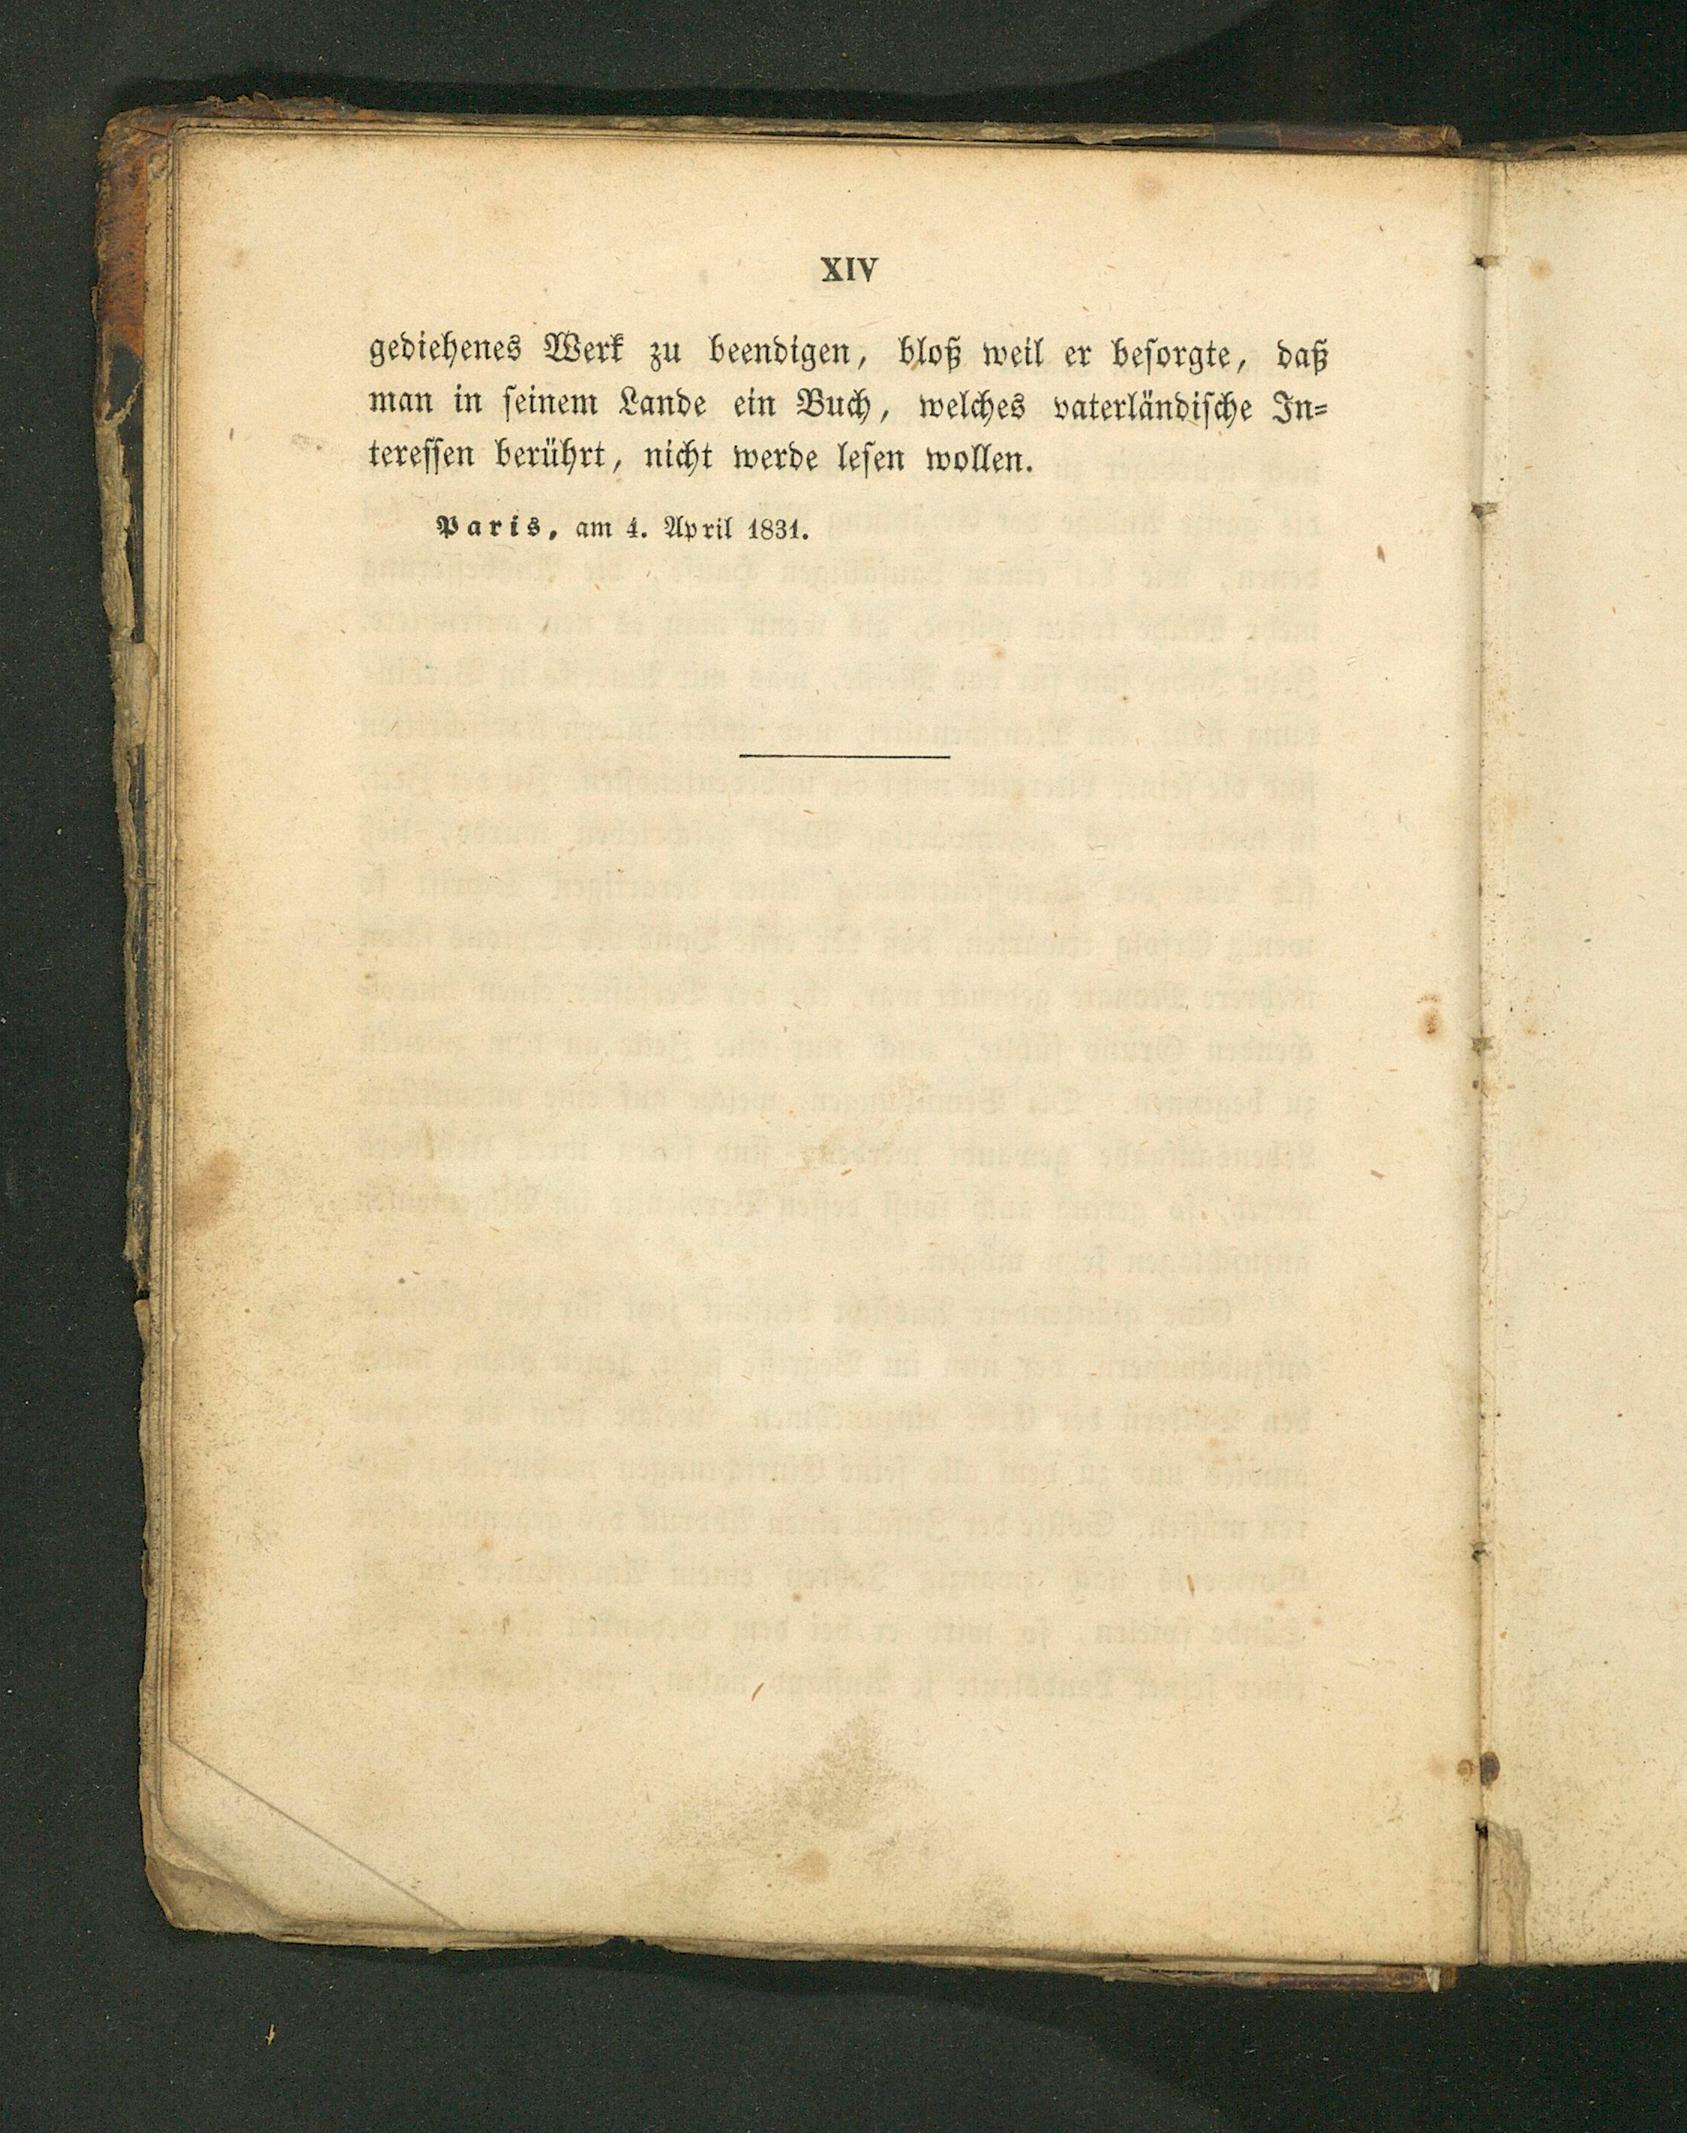 XIV
gediehenes Werk zu beendigen, bloß weil er beſorgte, daß
man in ſeinem Lande ein Buch, welches vaterländiſche In-
tereſſen berührt, nicht werde leſen wollen.
Paris, am 4. April 1831.